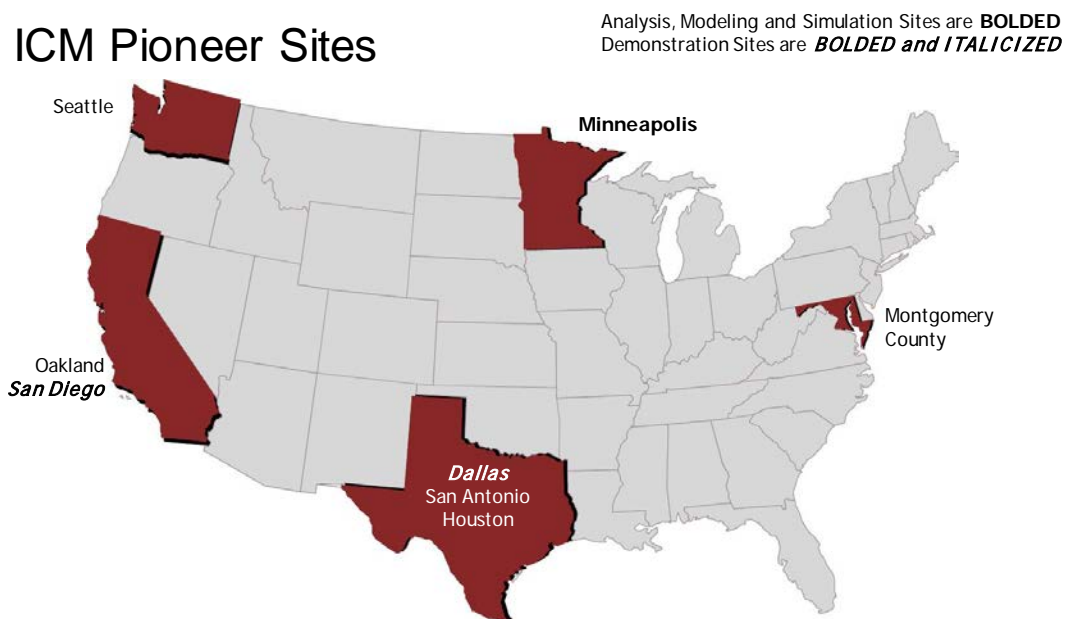 ICM Pioneer Sites
Analysis, Modeling and Simulation Sites are BOLDED
Demonstration Sites are BOLDED and ITALICIZED
Seattle
Minneapolis
Montgomery
County
Oakland
San Diego
Dallas
San Antonio
Houston